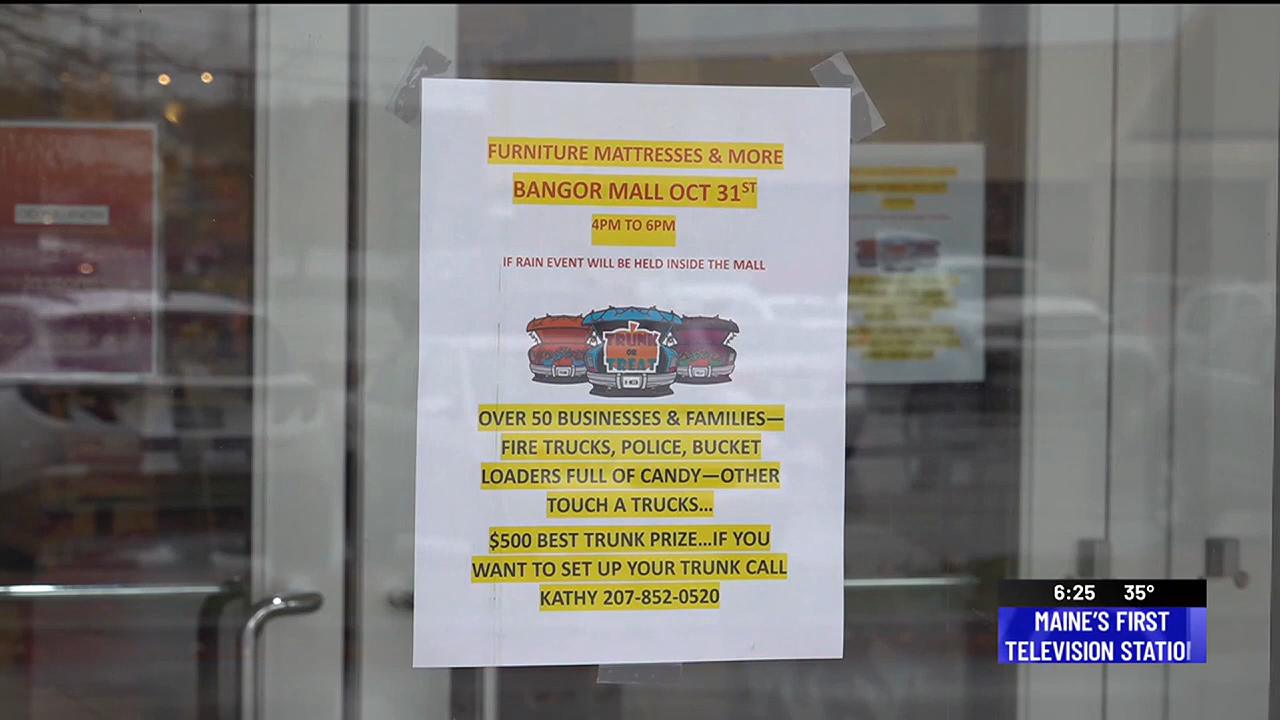 FURNITURE MATTRESSES & MORE
BANGOR MALL OCT 31ST
4PM TO 6PM
IF RAIN EVENT WILL BE HELD INSIDE THE MALL
TRUNK
OR
TREAT
OVER 50 BUSINESSES & FAMILIES—
FIRE TRUCKS, POLICE, BUCKET
LOADERS FULL OF CANDY—OTHER
TOUCH A TRUCKS...
$500 BEST TRUNK PRIZE...IF YOU
WANT TO SET UP YOUR TRUNK CALL
KATHY 207-852-0520
6:25 35°
MAINE'S FIRST
TELEVISION STATIO